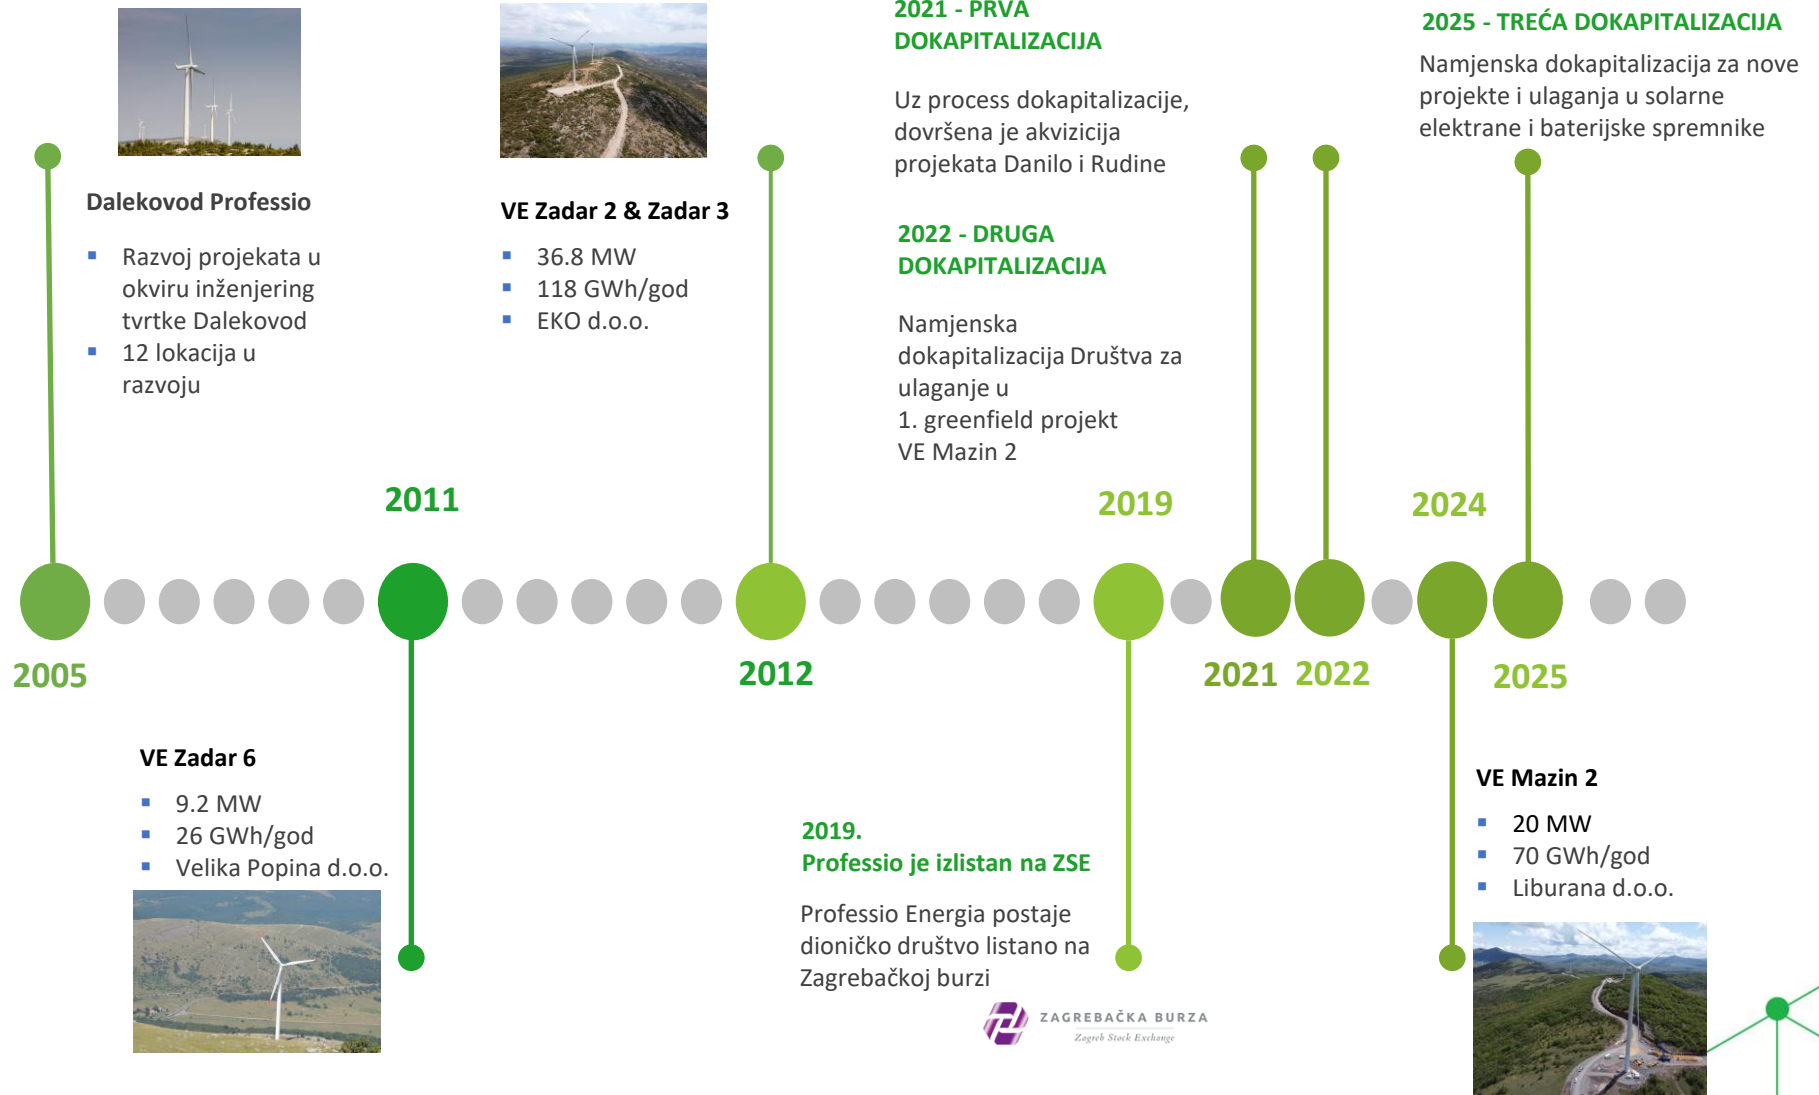 2021 - PRVA
DOKAPITALIZACIJA
Uz process dokapitalizacije,
dovršena je akvizicija
projekata Danilo i Rudine
2025 - TREĆA DOKAPITALIZACIJA
Namjenska dokapitalizacija za nove
projekte i ulaganja u solarne
elektrane i baterijske spremnike
Dalekovod Professio
Razvoj projekata u
okviru inženjering
tvrtke Dalekovod
12 lokacija u
razvoju
VE Zadar 2 & Zadar 3
36.8 MW
118 GWh/god
EKO d.o.o.
2022 - DRUGA
DOKAPITALIZACIJA
Namjenska
dokapitalizacija Društva za
ulaganje u
1. greenfield projekt
VE Mazin 2
2011
2019
2024
2005
2012
2021
2022
2025
VE Zadar 6
9.2 MW
26 GWh/god
Velika Popina d.o.o.
2019.
Professio je izlistan na ZSE
Professio Energia postaje
dioničko društvo listano na
Zagrebačkoj burzi
ZAGREBAČKA BURZA
Zagreb Stock Exchange
VE Mazin 2
20 MW
70 GWh/god
Liburana d.o.o.